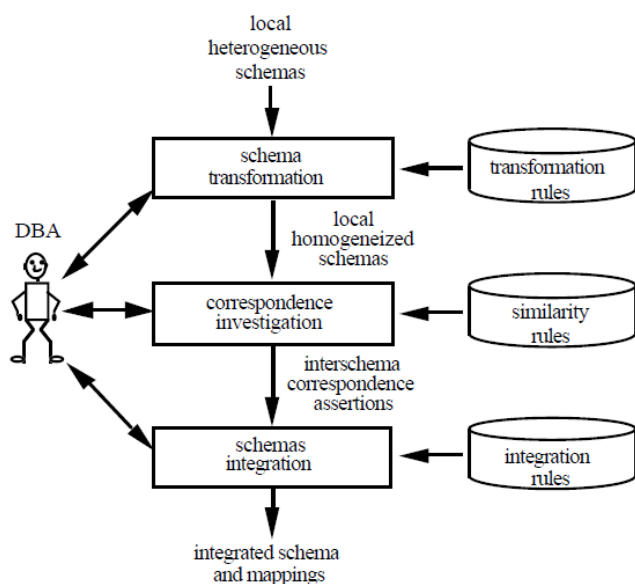 local
heterogeneous
schemas
schema
transformation
transformation
rules
DBA
local
homogeneized
schemas
correspondence
investigation
similarity
rules
interschema
correspondence
assertions
schemas
integration
integration
rules
integrated schema
and mappings